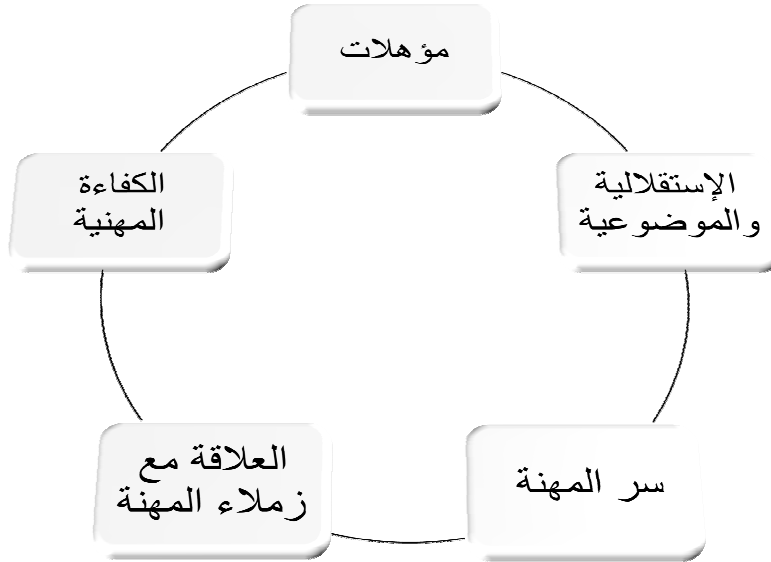 مؤهلات
الإستقلالية
والموضوعية
سر المهنة
العلاقة مع
زملاء المهنة
الكفاءة
المهنية